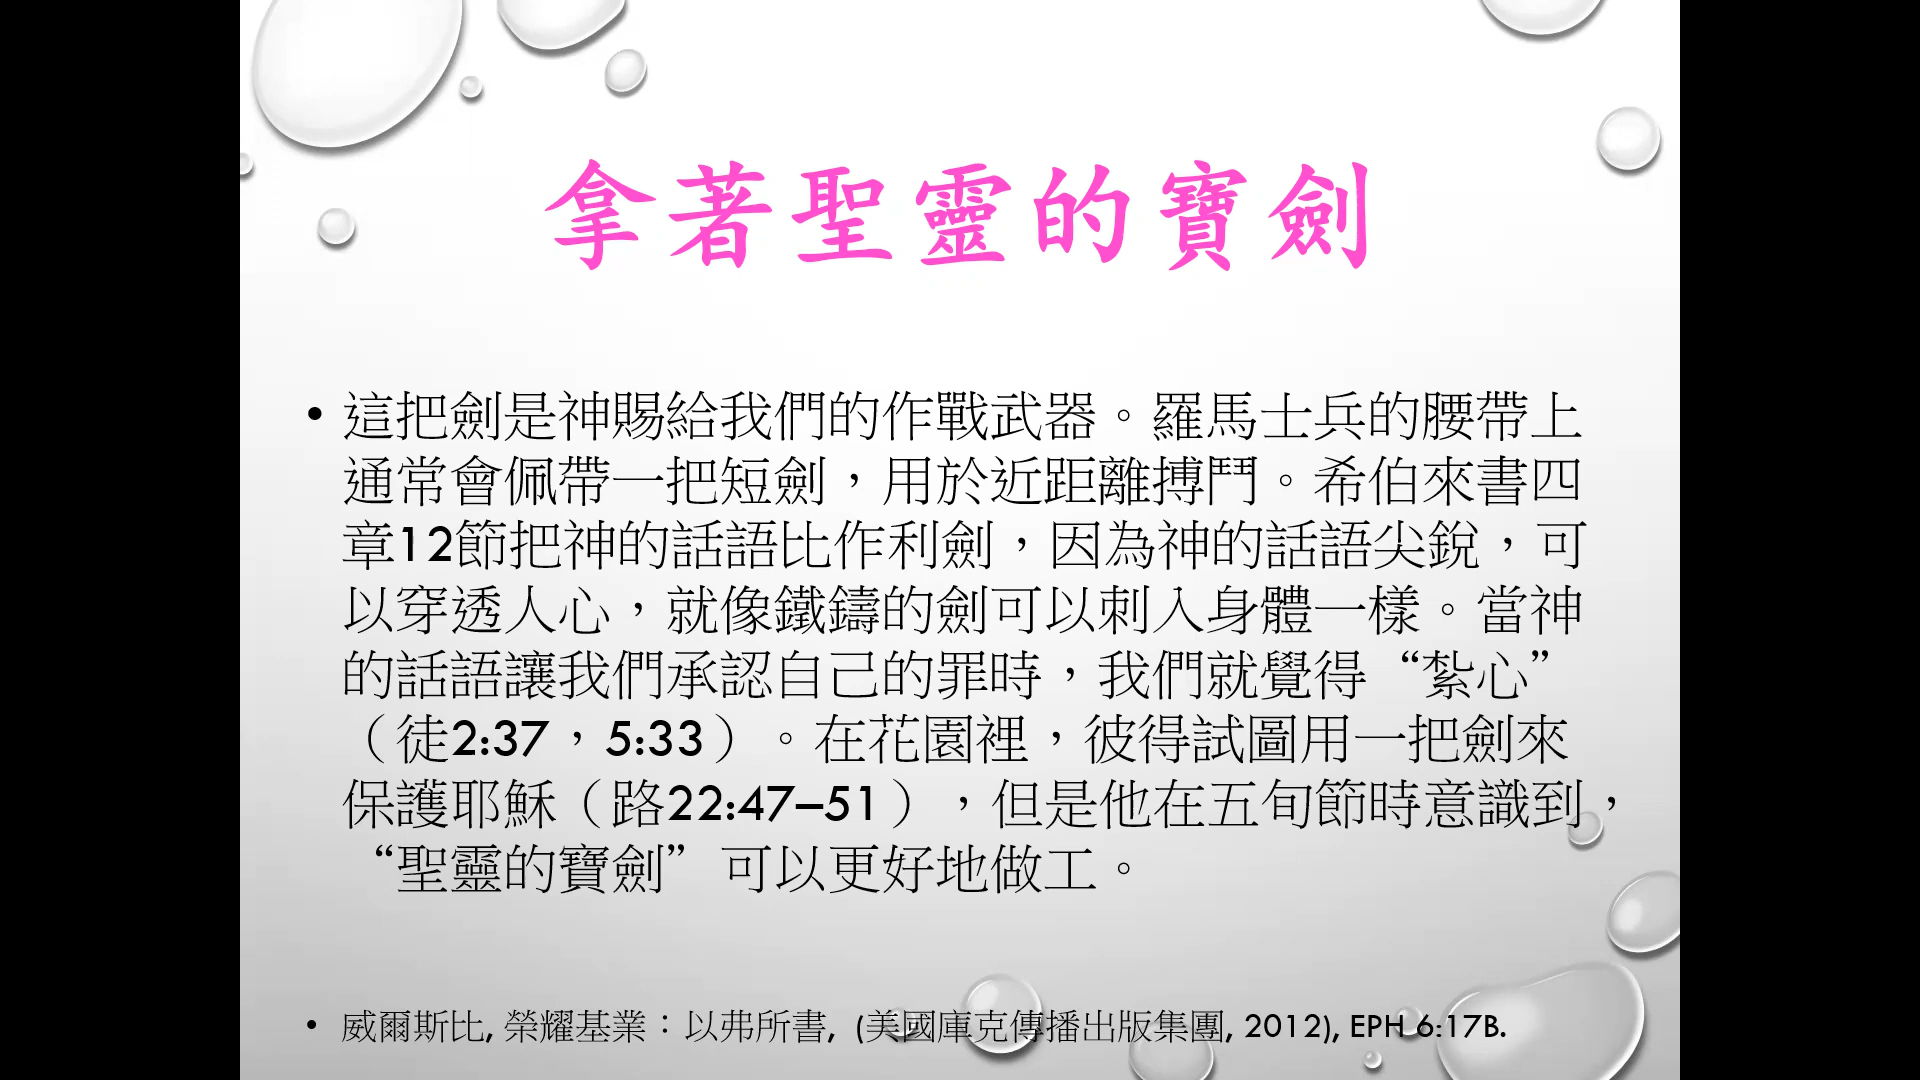 拿著聖靈的寶劍
• 這把劍是神賜給我們的作戰武器。羅馬士兵的腰帶上
通常會佩帶一把短劍，用於近距離搏鬥。希伯來書四
章12節把神的話語比作利劍，因為神的話語尖銳，可
以穿透人心，就像鐵鑄的劍可以刺入身體一樣。當神
的話語讓我們承認自己的罪時，我們就覺得“紮心”
（徒2:37，5:33）。在花園裡，彼得試圖用一把劍來
保護耶穌（路22:47–51），但是他在五旬節時意識到，
“聖靈的寶劍”可以更好地做工。
• 威爾斯比, 榮耀基業：以弗所書, (美國庫克傳播出版集團, 2012), EPH 6:17B.